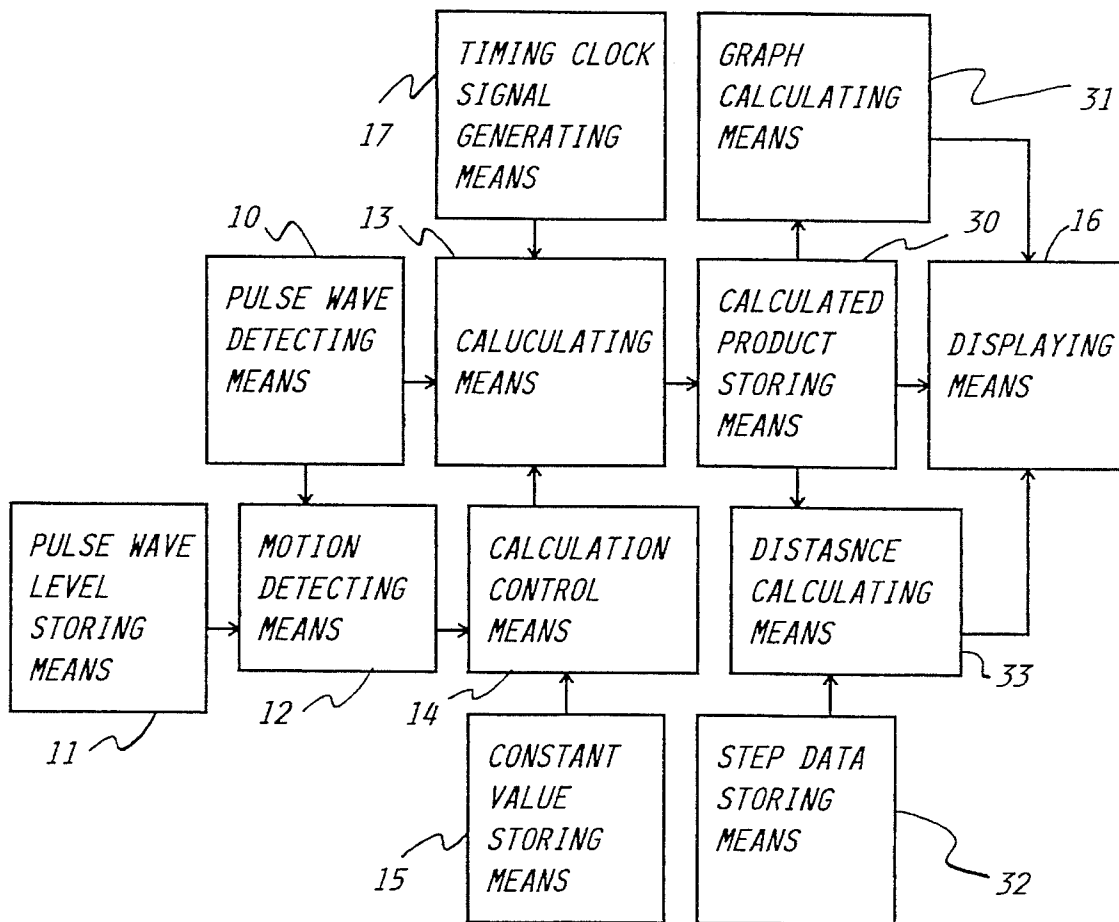 TIMING CLOCK
SIGNAL
GENERATING
MEANS
17
GRAPH
CALCULATING
MEANS
31
10
PULSE WAVE
DETECTING
MEANS
13
CALUCULATING
MEANS
30
CALCULATED
PRODUCT
STORING
MEANS
16
DISPLAYING
MEANS
PULSE WAVE
LEVEL
STORING
MEANS
11
MOTION
DETECTING
MEANS
12
CALCULATION
CONTROL
MEANS
14
DISTASNCE
CALCULATING
MEANS
33
CONSTANT
VALUE
STORING
MEANS
15
STEP DATA
STORING
MEANS
32